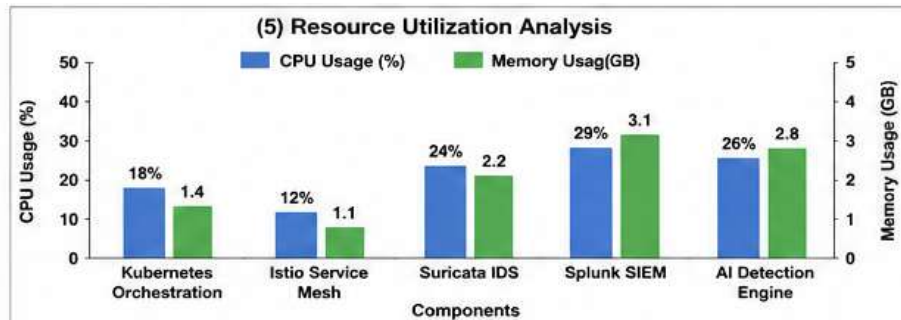 (5) Resource Utilization Analysis
CPU Usage (%) Memory Usag(GB)
50
40
30
20
10
0
CPU Usage (%)
18% 1.4
12% 1.1
24% 2.2
29% 3.1
26% 2.8
5
4
3
2
1
0
Memory Usage (GB)
Kubernetes
Orchestration
Istio Service
Mesh
Suricata IDS
Splunk SIEM
AI Detection
Engine
Components